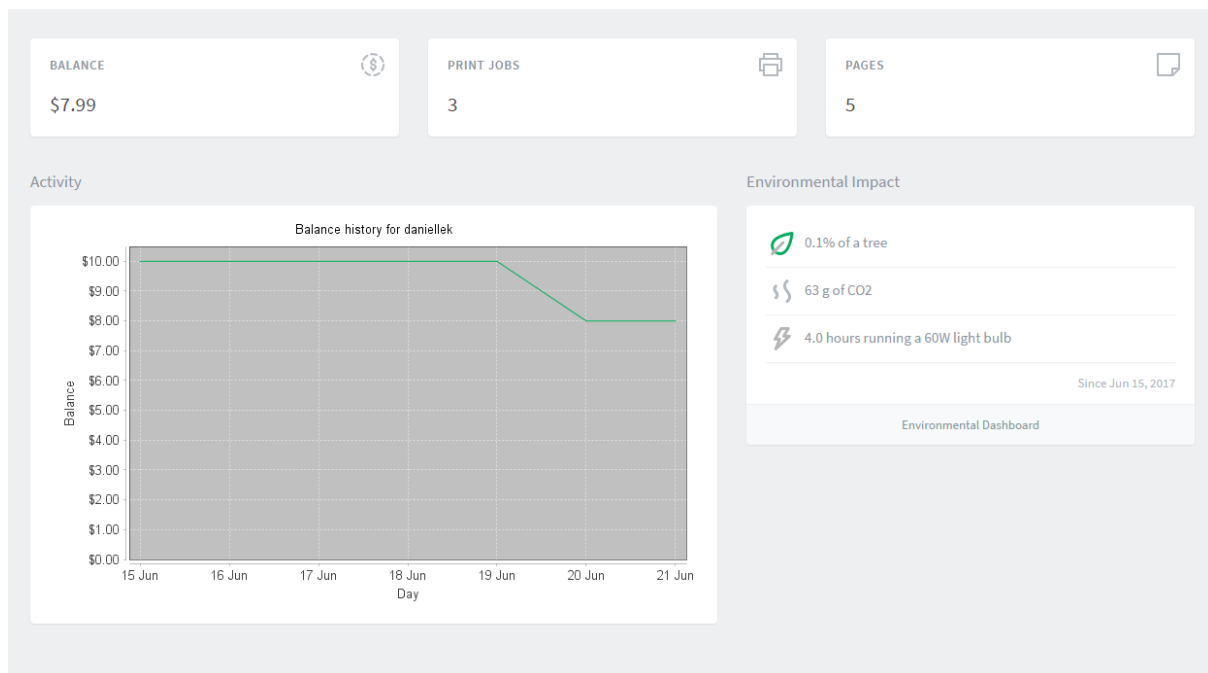 BALANCE
$7.99
PRINT JOBS
3
PAGES
5
Activity
Balance history for daniellek
$10.00
$9.00
$8.00
$7.00
$6.00
$5.00
$4.00
$3.00
$2.00
$1.00
$0.00
Balance
15 Jun 16 Jun 17 Jun 18 Jun 19 Jun 20 Jun 21 Jun
Day
Environmental Impact
0.1% of a tree
63 g of CO2
4.0 hours running a 60W light bulb
Since Jun 15, 2017
Environmental Dashboard